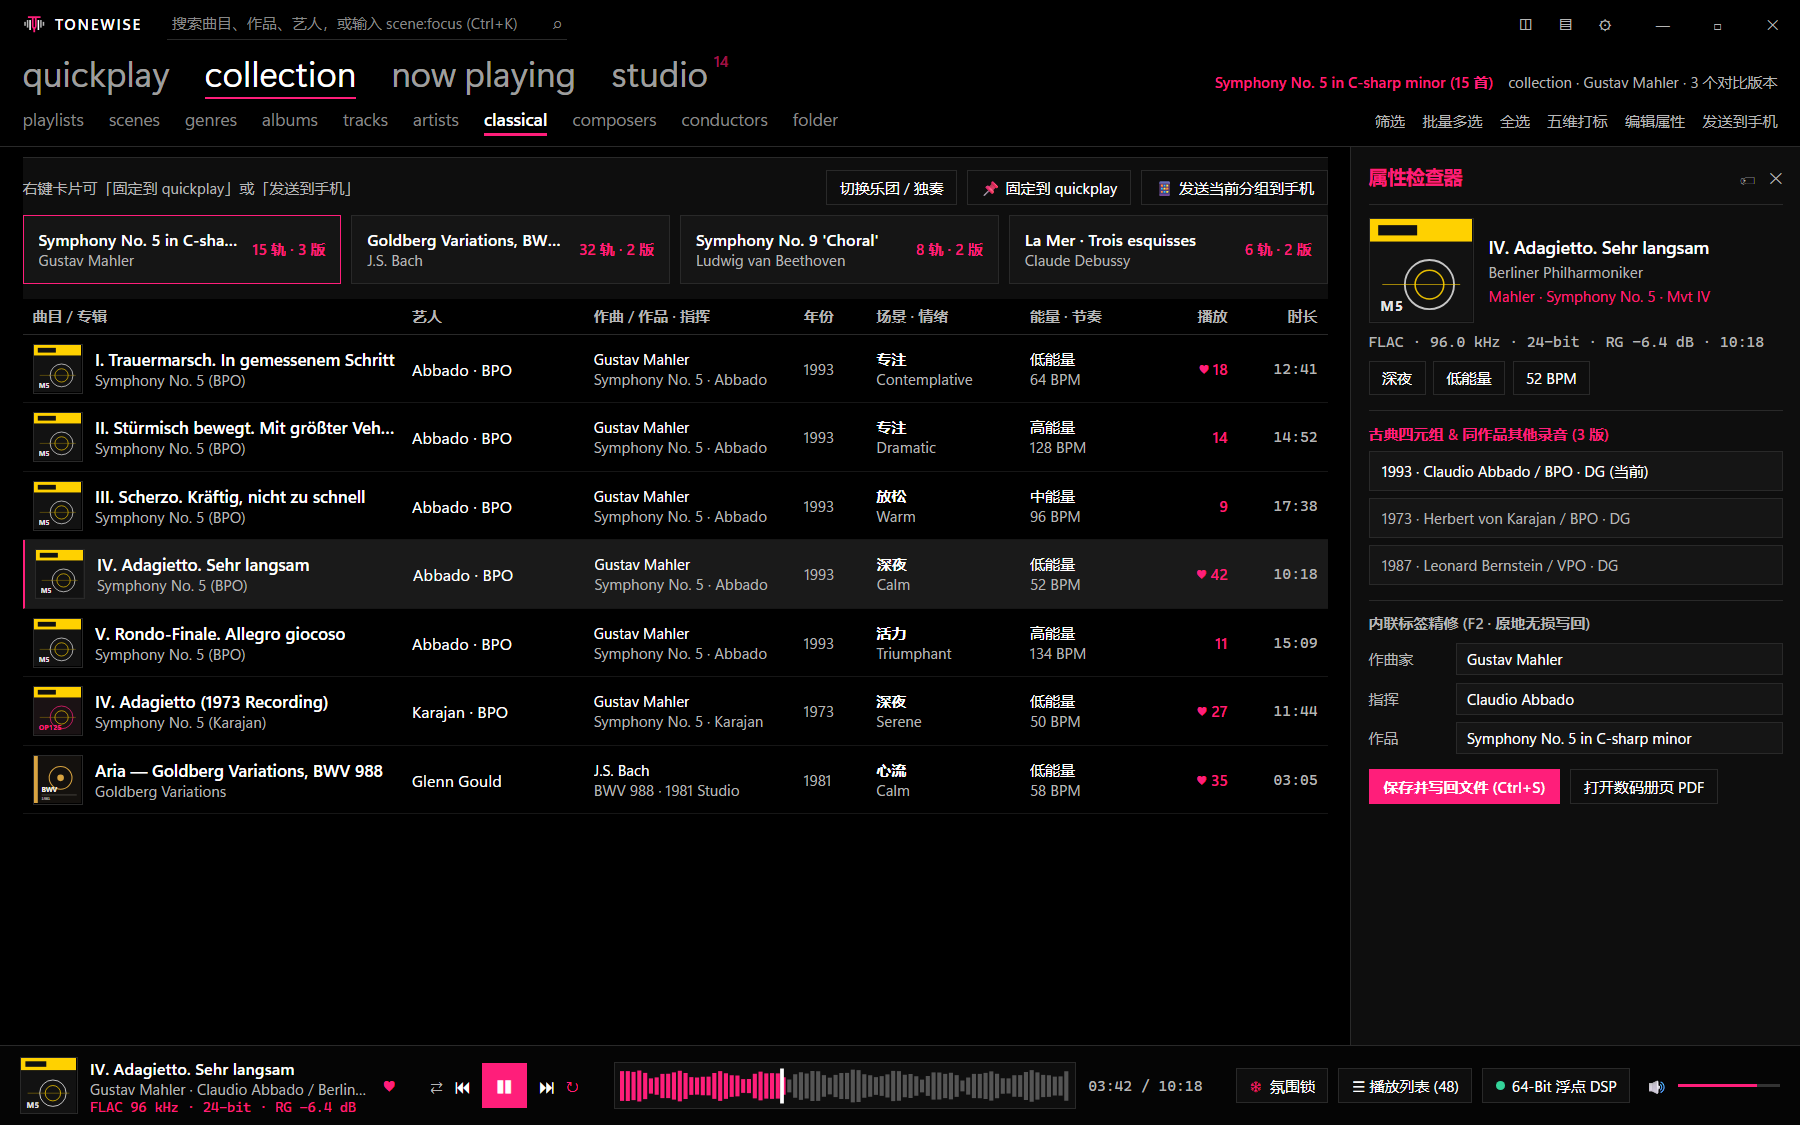 TONEWISE
搜索曲目、作品、艺人，或输入 scene:focus (Ctrl+K)
quickplay
collection
now playing
studio 14
Symphony No. 5 in C-sharp minor (15 首)
collection · Gustav Mahler · 3 个对比版本
playlists
scenes
genres
albums
tracks
artists
classical
composers
conductors
folder
筛选
批量多选
全选
五维打标
编辑属性
发送到手机
右键卡片可「固定到 quickplay」或「发送到手机」
切换乐团 / 独奏
固定到 quickplay
发送当前分组到手机
Symphony No. 5 in C-sha...
Gustav Mahler
15 轨 · 3 版
Goldberg Variations, BW...
J.S. Bach
32 轨 · 2 版
Symphony No. 9 'Choral'
Ludwig van Beethoven
8 轨 · 2 版
La Mer · Trois esquisses
Claude Debussy
6 轨 · 2 版
曲目 / 专辑
艺人
作曲 / 作品 · 指挥
年份
场景 · 情绪
能量 · 节奏
播放
时长
M5
I. Trauermarsch. In gemessenem Schritt
Symphony No. 5 (BPO)
Abbado · BPO
Gustav Mahler
Symphony No. 5 · Abbado
1993
专注
Contemplative
低能量
64 BPM
♥ 18
12:41
M5
II. Stürmisch bewegt. Mit größter Veh...
Symphony No. 5 (BPO)
Abbado · BPO
Gustav Mahler
Symphony No. 5 · Abbado
1993
专注
Dramatic
高能量
128 BPM
14
14:52
M5
III. Scherzo. Kräftig, nicht zu schnell
Symphony No. 5 (BPO)
Abbado · BPO
Gustav Mahler
Symphony No. 5 · Abbado
1993
放松
Warm
中能量
96 BPM
9
17:38
M5
IV. Adagietto. Sehr langsam
Symphony No. 5 (BPO)
Abbado · BPO
Gustav Mahler
Symphony No. 5 · Abbado
1993
深夜
Calm
低能量
52 BPM
♥ 42
10:18
M5
V. Rondo-Finale. Allegro giocoso
Symphony No. 5 (BPO)
Abbado · BPO
Gustav Mahler
Symphony No. 5 · Abbado
1993
活力
Triumphant
高能量
134 BPM
11
15:09
OP125
IV. Adagietto (1973 Recording)
Symphony No. 5 (Karajan)
Karajan · BPO
Gustav Mahler
Symphony No. 5 · Karajan
1973
深夜
Serene
低能量
50 BPM
♥ 27
11:44
BWV
1981
Aria — Goldberg Variations, BWV 988
Goldberg Variations
Glenn Gould
J.S. Bach
BWV 988 · 1981 Studio
1981
心流
Calm
低能量
58 BPM
♥ 35
03:05
属性检查器
M5
IV. Adagietto. Sehr langsam
Berliner Philharmoniker
Mahler · Symphony No. 5 · Mvt IV
FLAC · 96.0 kHz · 24-bit · RG -6.4 dB · 10:18
深夜
低能量
52 BPM
古典四元组 & 同作品其他录音 (3 版)
1993 · Claudio Abbado / BPO · DG (当前)
1973 · Herbert von Karajan / BPO · DG
1987 · Leonard Bernstein / VPO · DG
内联标签精修 (F2 · 原地无损写回)
作曲家
Gustav Mahler
指挥
Claudio Abbado
作品
Symphony No. 5 in C-sharp minor
保存并写回文件 (Ctrl+S)
打开数码册页 PDF
M5
IV. Adagietto. Sehr langsam
Gustav Mahler · Claudio Abbado / Berlin...
FLAC 96 kHz · 24-bit · RG -6.4 dB
03:42 / 10:18
氛围锁
播放列表 (48)
64-Bit 浮点 DSP